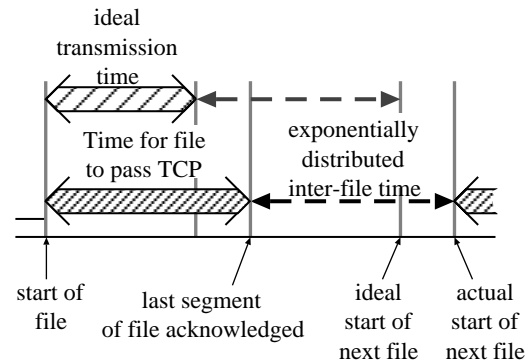 ideal
transmission
time
Time for file
to pass TCP
exponentially
distributed
inter-file time
start of
file
last segment
of file acknowledged
ideal
start of
next file
actual
start of
next file